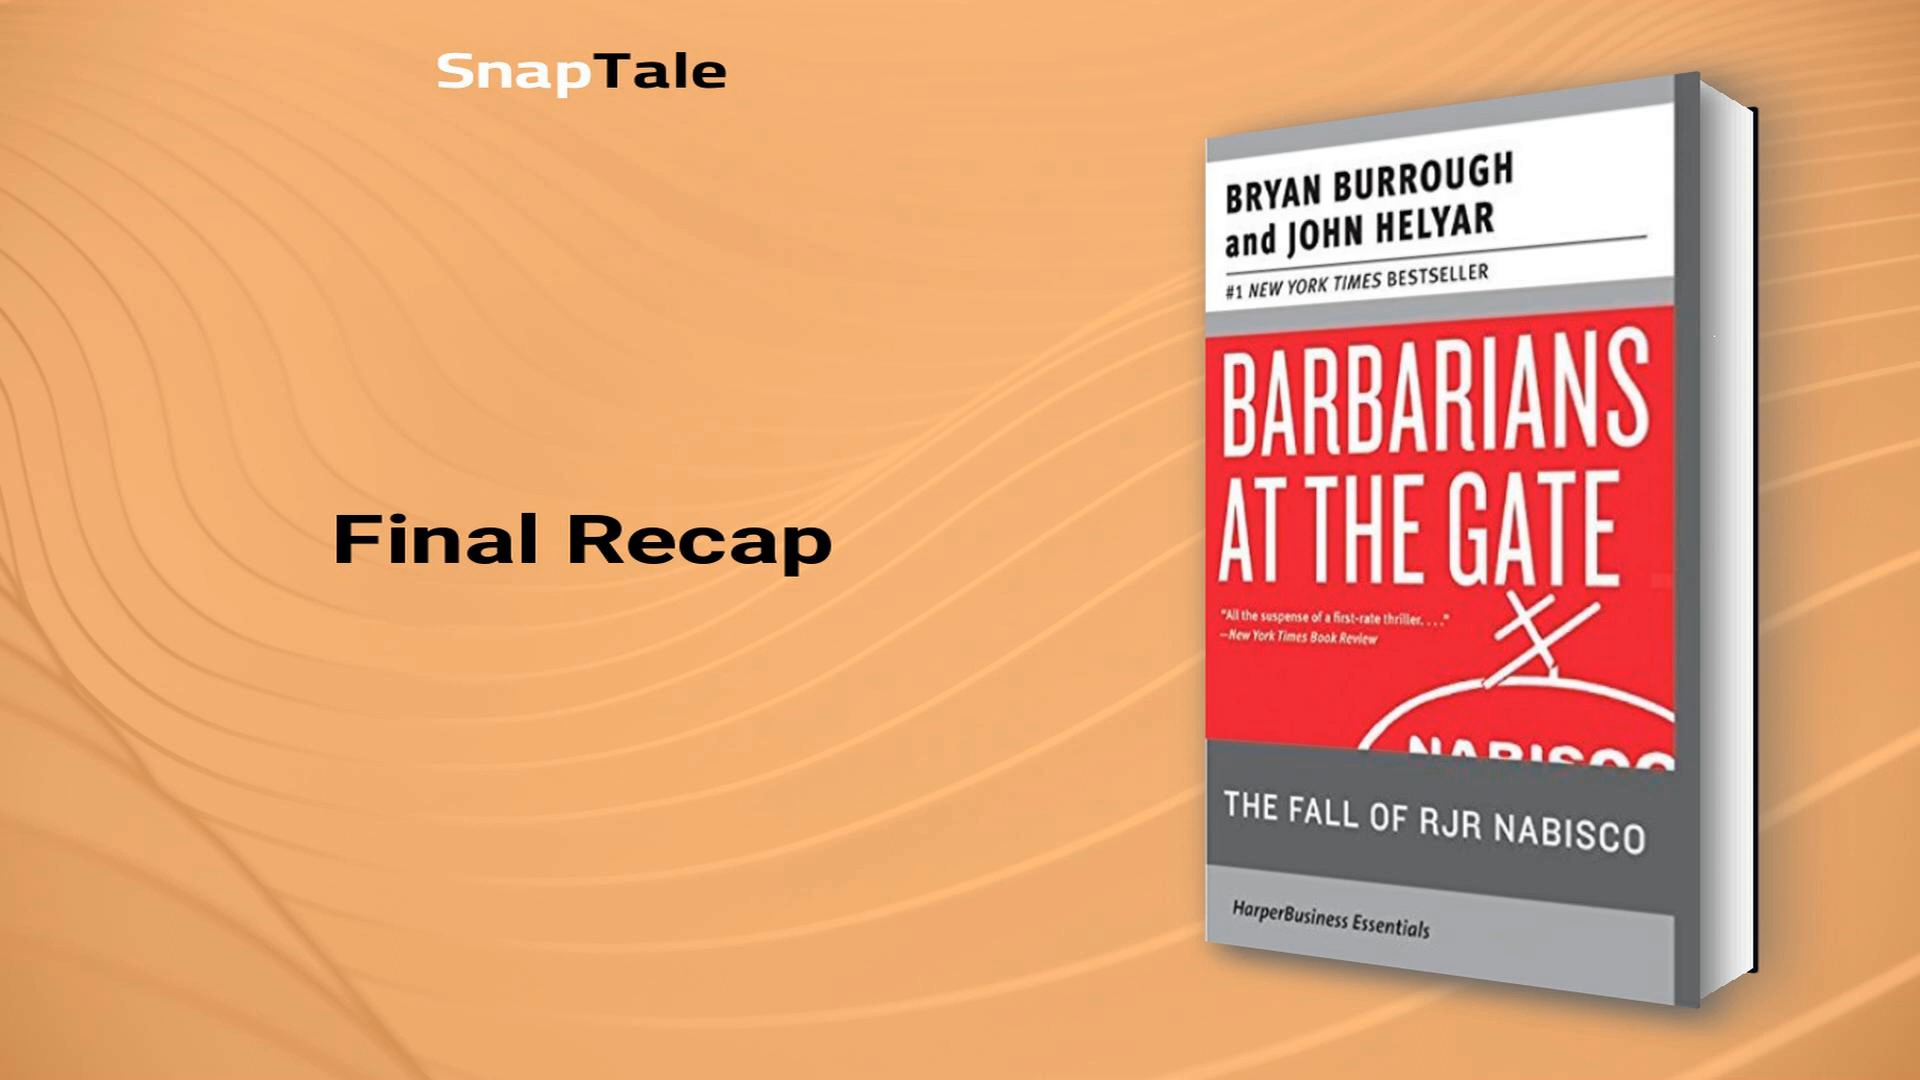 SnapTale
Final Recap
BRYAN BURROUGH
and JOHN HELYAR
#1 NEW YORK TIMES BESTSELLER
BARBARIANS
AT THE GATE
"All the suspense of a first-rate thriller. . . ."
—New York Times Book Review
NABISCO
THE FALL OF RJR NABISCO
HarperBusiness Essentials